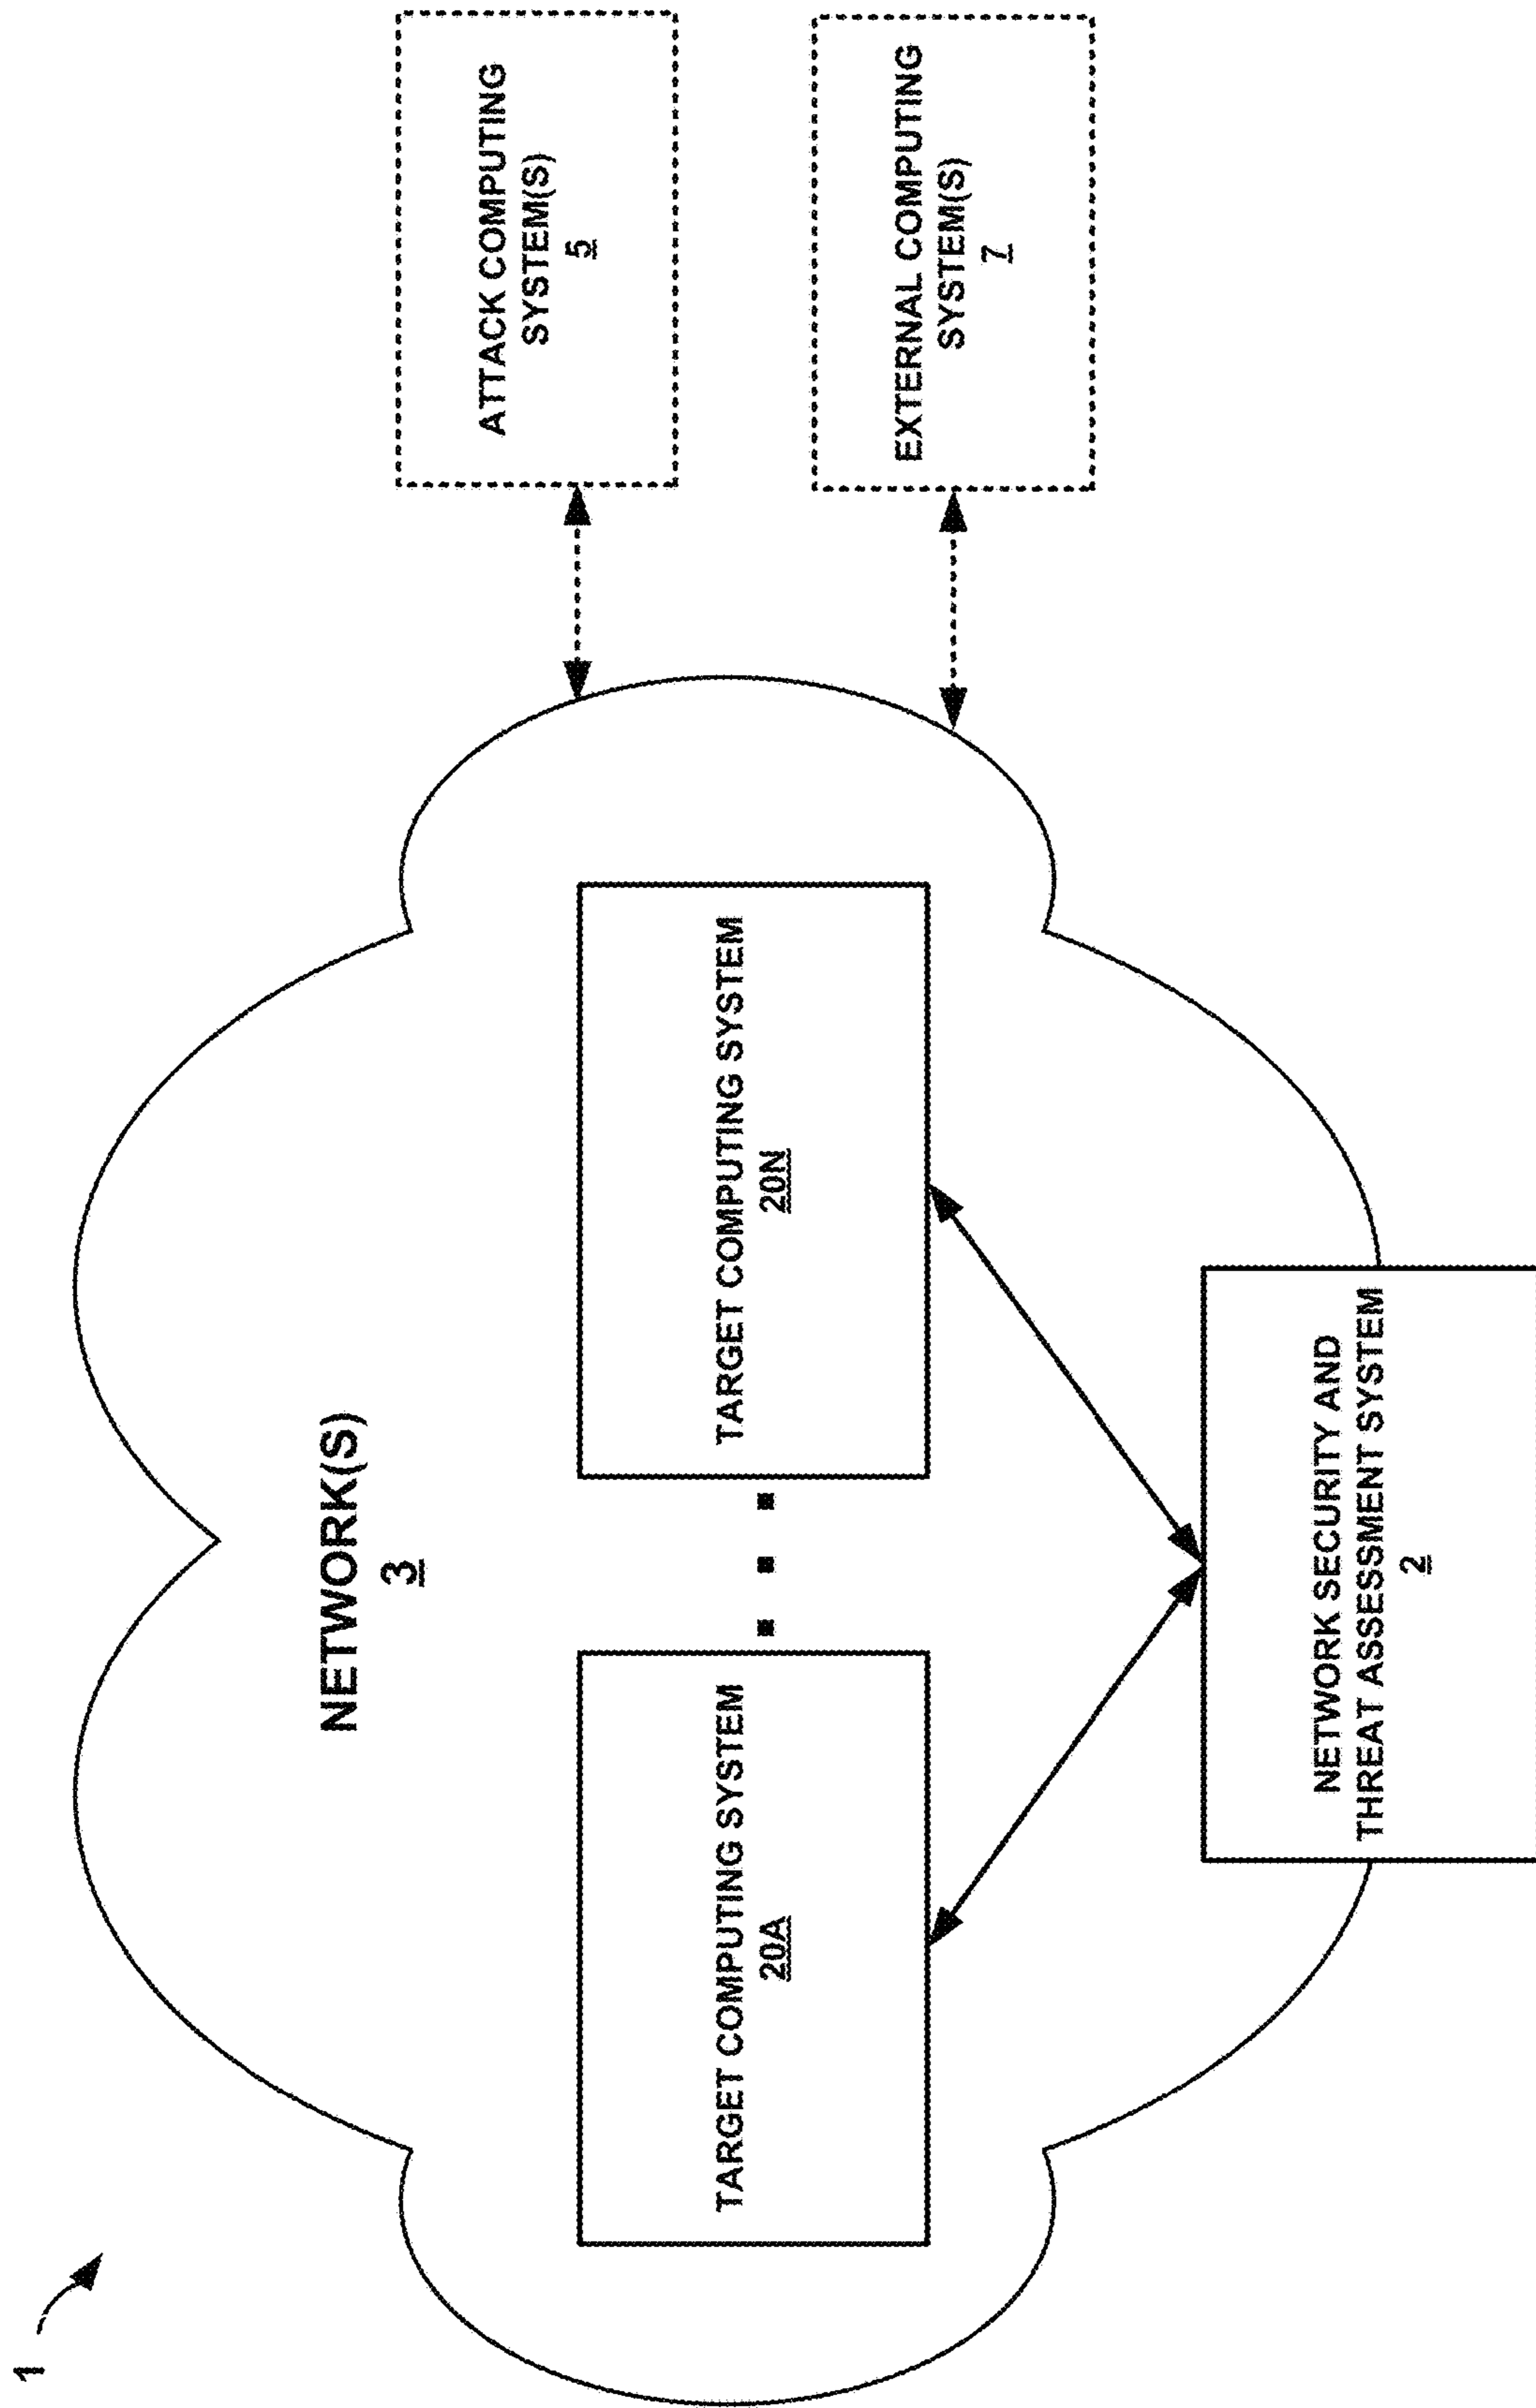 1
NETWORK(S)
3
ATTACK COMPUTING
SYSTEM(S)
5
TARGET COMPUTING SYSTEM
20A
TARGET COMPUTING SYSTEM
20N
EXTERNAL COMPUTING
SYSTEM(S)
7
NETWORK SECURITY AND
THREAT ASSESSMENT SYSTEM
2